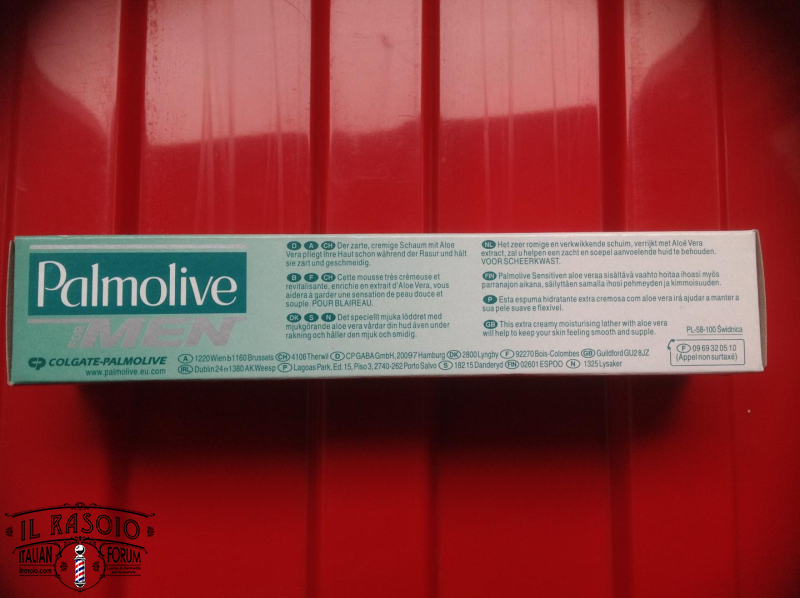 Palmolive
FOR MEN
COLGATE-PALMOLIVE
www.palmolive.eu.com
D A CH Der zarte, cremige Schaum mit Aloe
Vera pflegt Ihre Haut schon während der Rasur und hält
sie zart und geschmeidig.
B F CH Cette mousse très crémeuse et
revitalisante, enrichie en extrait d'Aloe Vera, vous
aidera à garder une sensation de peau douce et
souple. POUR BLAIREAU.
DK S N Det speciellt mjuka löddret med
mjukgörande aloe vera vårdar din hud även under
rakning och håller den mjuk och smidig.
NL Het zeer romige en verkwikkende schuim, verrijkt met Aloë Vera
extract, zal u helpen een zacht en soepel aanvoelende huid te behouden.
VOOR SCHEERKWAST.
FIN Palmolive Sensitiven aloe veraa sisältävä vaahto hoitaa ihoasi myös
parranajon aikana, säilyttäen samalla ihosi pehmeyden ja kimmoisuuden.
P Esta espuma hidratante extra cremosa com aloe vera irá ajudar a manter a
sua pele suave e flexível.
GB This extra creamy moisturising lather with aloe vera
will help to keep your skin feeling smooth and supple.
PL-58-100 Świdnica
A 1220 Wien b 1160 Brussels CH 4106 Therwil D CP GABA GmbH, 20097 Hamburg DK 2800 Lyngby F 92270 Bois-Colombes GB Guildford GU2 8JZ
IRL Dublin 24 n 1380 AK Weesp P Lagoas Park, Ed. 15, Piso 3, 2740-262 Porto Salvo S 182 15 Danderyd FIN 02601 ESPOO N 1325 Lysaker
F 09 69 32 05 10
(Appel non surtaxé)
IL RASOIO
ITALIAN FORUM
ilrasoio.com